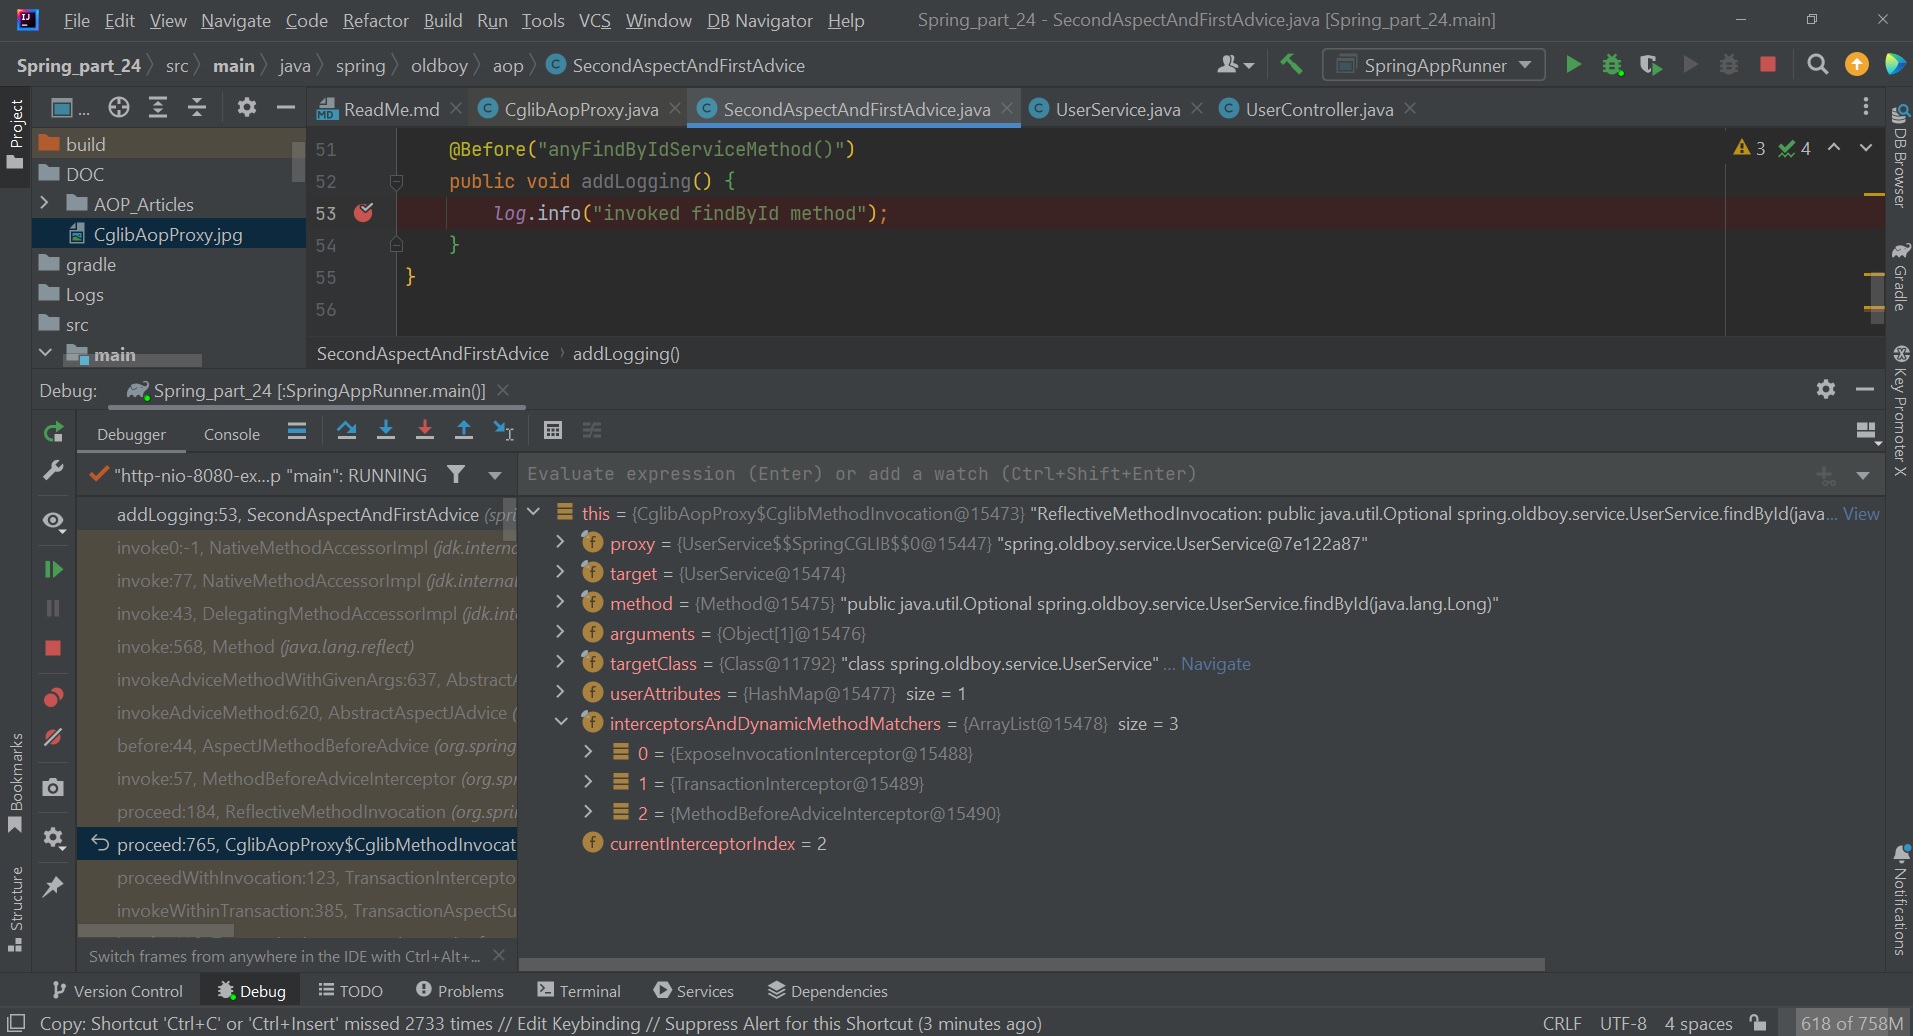 File Edit View Navigate Code Refactor Build Run Tools VCS Window DB Navigator Help Spring_part_24 - SecondAspectAndFirstAdvice.java [Spring_part_24.main]
Spring_part_24 src main java spring oldboy aop SecondAspectAndFirstAdvice SpringAppRunner
... ReadMe.md CglibAopProxy.java SecondAspectAndFirstAdvice.java UserService.java UserController.java
Project
build
DOC
AOP_Articles
CglibAopProxy.jpg
gradle
Logs
src
main
51 @Before("anyFindByIdServiceMethod()") 3 4
52 public void addLogging() {
53 log.info("invoked findById method");
54 }
55 }
56
SecondAspectAndFirstAdvice addLogging()
DB Browser
Gradle
Key Promoter X
Notifications
Debug: Spring_part_24 [:SpringAppRunner.main()]
Debugger Console
"http-nio-8080-ex...p "main": RUNNING
Evaluate expression (Enter) or add a watch (Ctrl+Shift+Enter)
addLogging:53, SecondAspectAndFirstAdvice (spri
invoke0:-1, NativeMethodAccessorImpl (jdk.interna
invoke:77, NativeMethodAccessorImpl (jdk.internal
invoke:43, DelegatingMethodAccessorImpl (jdk.int
invoke:568, Method (java.lang.reflect)
invokeAdviceMethodWithGivenArgs:637, AbstractA
invokeAdviceMethod:620, AbstractAspectJAdvice (
before:44, AspectJMethodBeforeAdvice (org.spring
invoke:57, MethodBeforeAdviceInterceptor (org.spr
proceed:184, ReflectiveMethodInvocation (org.sprin
proceed:765, CglibAopProxy$CglibMethodInvocat
proceedWithInvocation:123, TransactionIntercepto
invokeWithinTransaction:385, TransactionAspectSu
Switch frames from anywhere in the IDE with Ctrl+Alt+...
this = {CglibAopProxy$CglibMethodInvocation@15473} "ReflectiveMethodInvocation: public java.util.Optional spring.oldboy.service.UserService.findById(java... View
proxy = {UserService$$SpringCGLIB$$0@15447} "spring.oldboy.service.UserService@7e122a87"
target = {UserService@15474}
method = {Method@15475} "public java.util.Optional spring.oldboy.service.UserService.findById(java.lang.Long)"
arguments = {Object[1]@15476}
targetClass = {Class@11792} "class spring.oldboy.service.UserService" ... Navigate
userAttributes = {HashMap@15477} size = 1
interceptorsAndDynamicMethodMatchers = {ArrayList@15478} size = 3
0 = {ExposeInvocationInterceptor@15488}
1 = {TransactionInterceptor@15489}
2 = {MethodBeforeAdviceInterceptor@15490}
currentInterceptorIndex = 2
Bookmarks
Structure
Version Control Debug TODO Problems Terminal Services Dependencies
Copy: Shortcut 'Ctrl+C' or 'Ctrl+Insert' missed 2733 times // Edit Keybinding // Suppress Alert for this Shortcut (3 minutes ago) CRLF UTF-8 4 spaces 618 of 758M